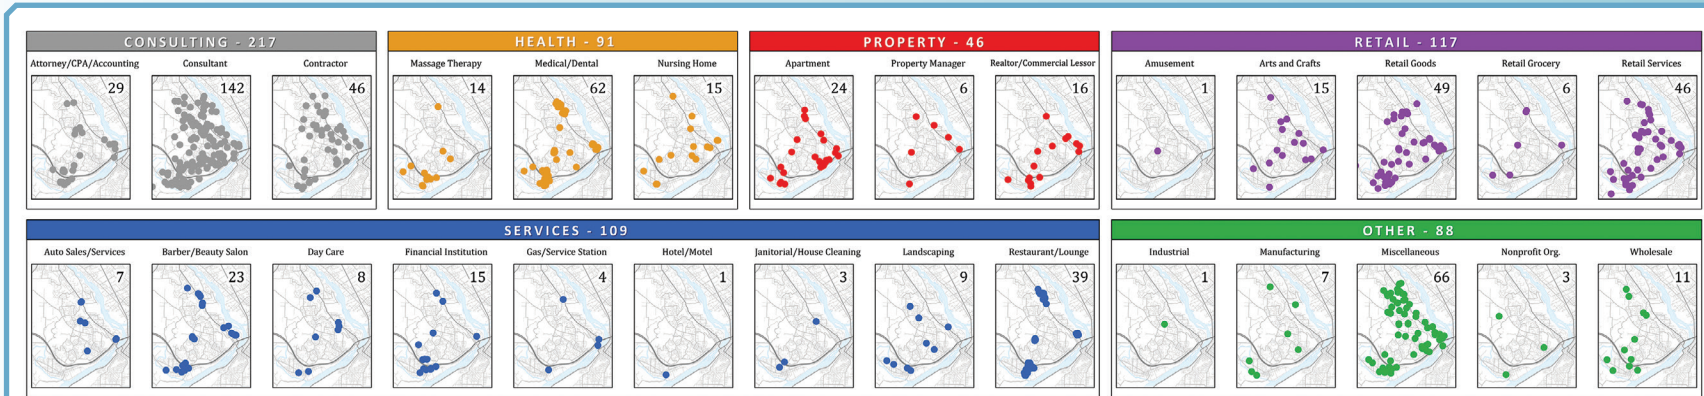 CONSULTING - 217
HEALTH - 91
PROPERTY - 46
RETAIL - 117
Attorney/CPA/Accounting
Consultant
Contractor
Massage Therapy
Medical/Dental
Nursing Home
Apartment
Property Manager
Realtor/Commercial Lessor
Amusement
Arts and Crafts
Retail Goods
Retail Grocery
Retail Services
29
142
46
14
62
15
24
6
16
1
15
49
6
46
SERVICES - 109
OTHER - 88
Auto Sales/Services
Barber/Beauty Salon
Day Care
Financial Institution
Gas/Service Station
Hotel/Motel
Janitorial/House Cleaning
Landscaping
Restaurant/Lounge
Industrial
Manufacturing
Miscellaneous
Nonprofit Org.
Wholesale
7
23
8
15
4
1
3
9
39
1
7
66
3
11